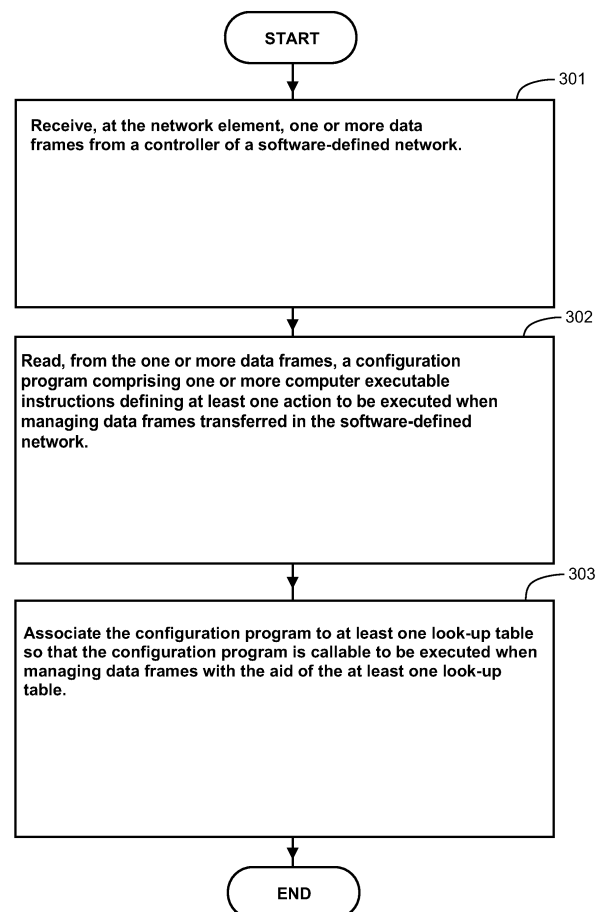 START
301
Receive, at the network element, one or more data
frames from a controller of a software-defined network.
302
Read, from the one or more data frames, a configuration
program comprising one or more computer executable
instructions defining at least one action to be executed when
managing data frames transferred in the software-defined
network.
303
Associate the configuration program to at least one look-up table
so that the configuration program is callable to be executed when
managing data frames with the aid of the at least one look-up
table.
END